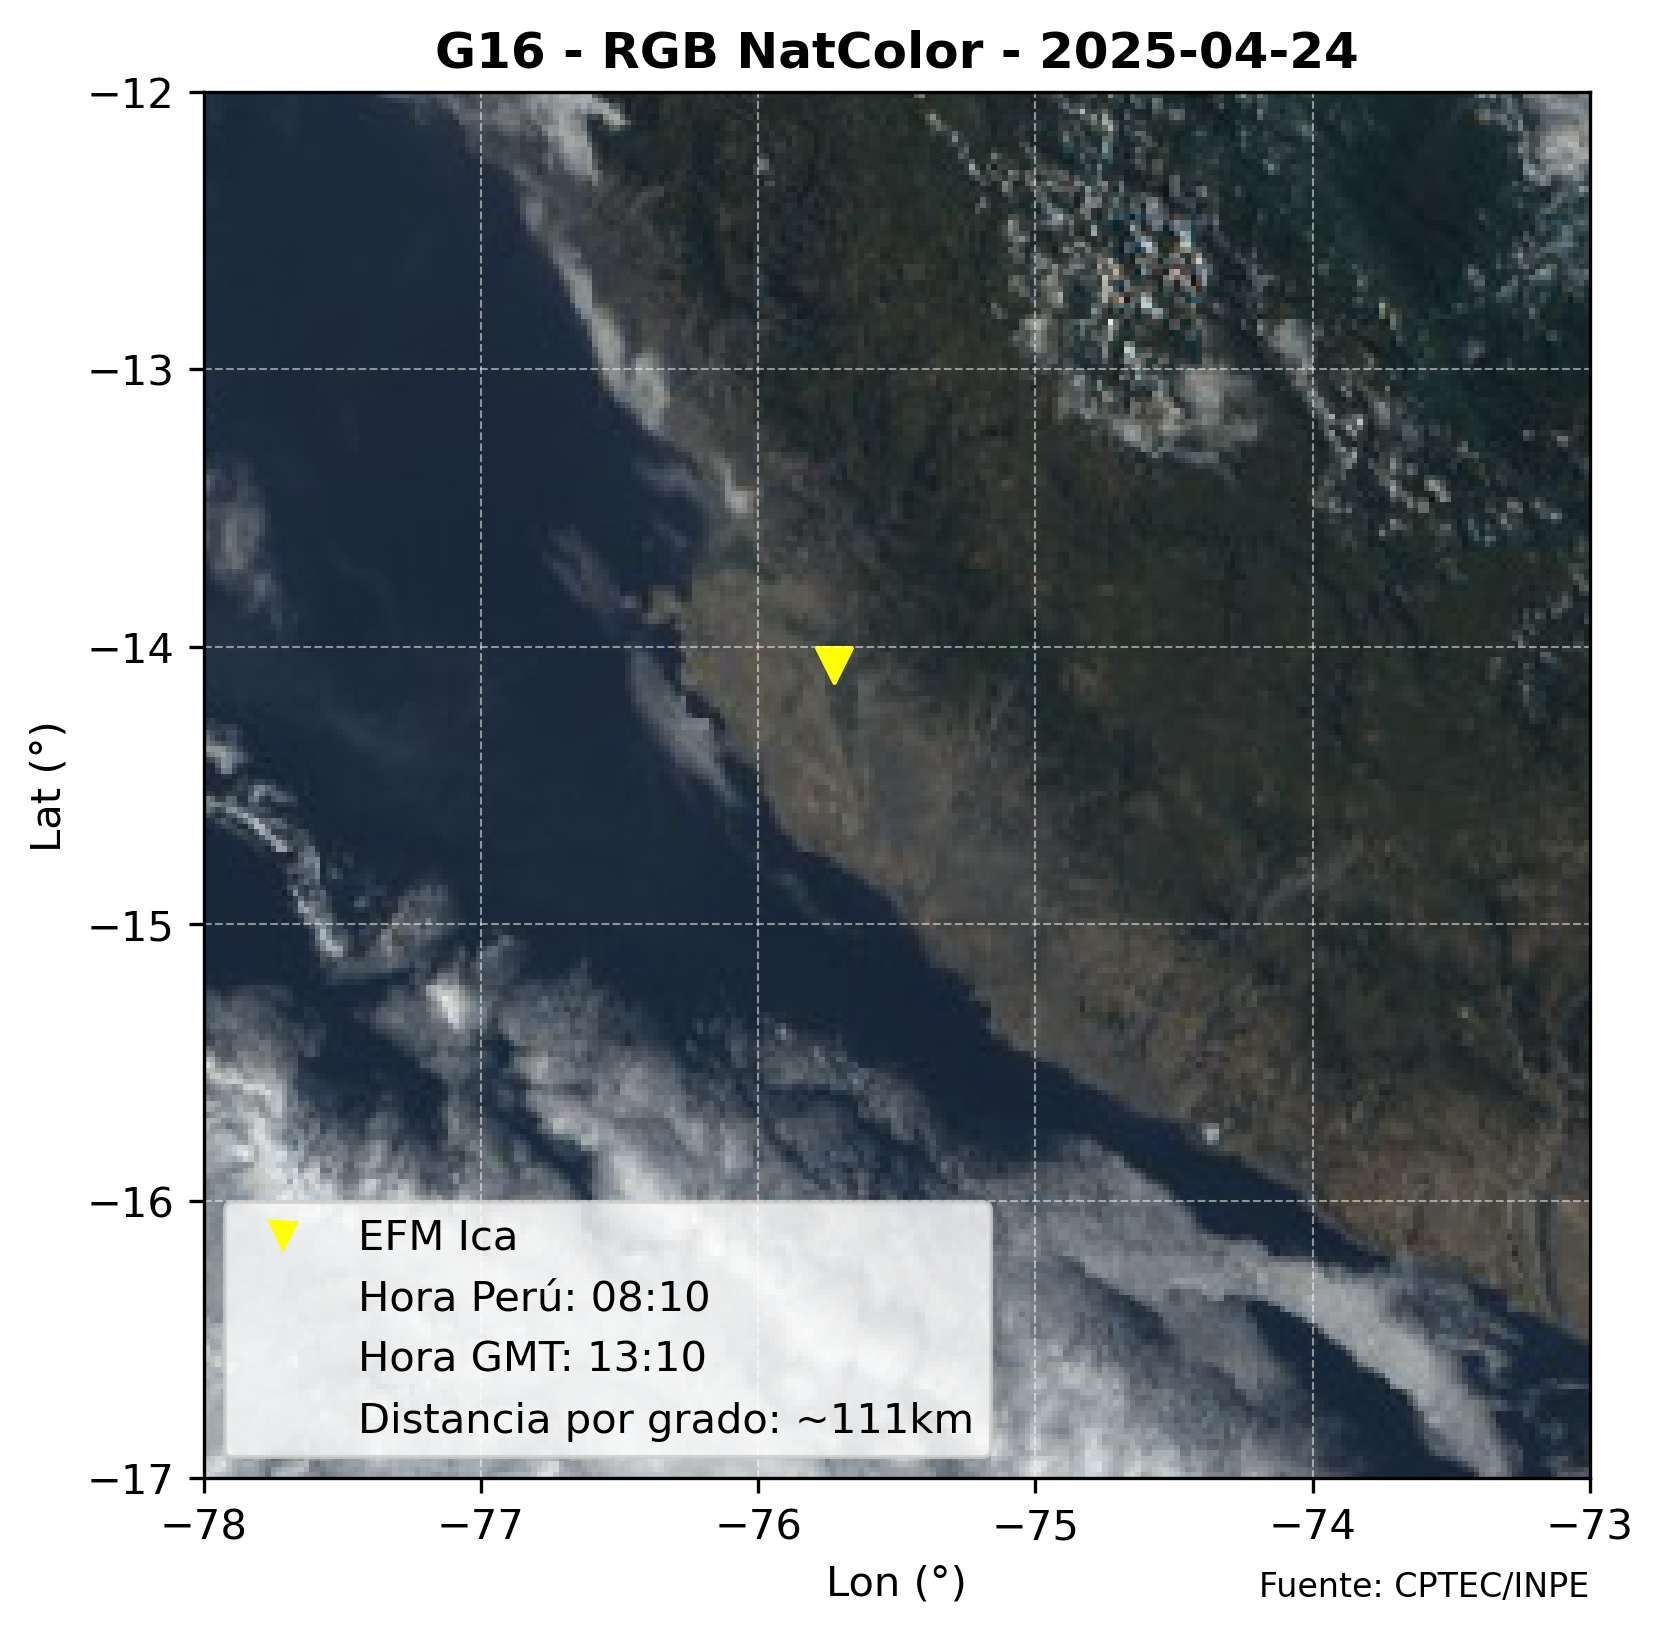 G16 - RGB NatColor - 2025-04-24
−12
−13
−14
−15
−16
−17
Lat (°)
EFM Ica
Hora Perú: 08:10
Hora GMT: 13:10
Distancia por grado: ~111km
−78 −77 −76 −75 −74 −73
Lon (°)
Fuente: CPTEC/INPE